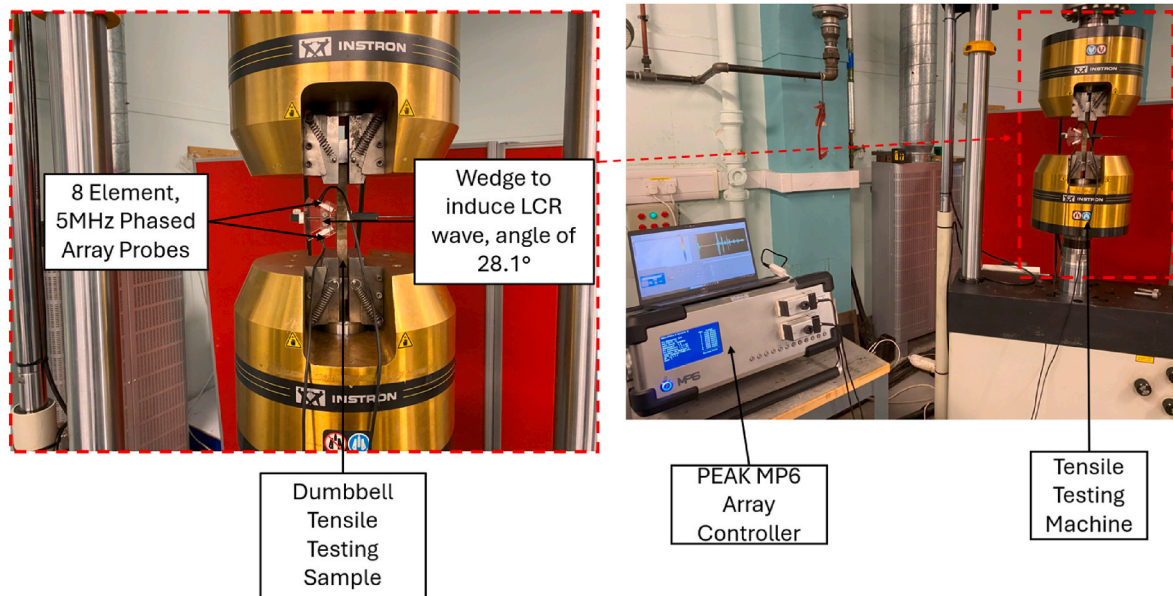 INSTRON
8 Element,
5MHz Phased
Array Probes
Wedge to
induce LCR
wave, angle of
28.1°
INSTRON
Dumbbell
Tensile
Testing
Sample
INSTRON
MP6
PEAK MP6
Array
Controller
Tensile
Testing
Machine